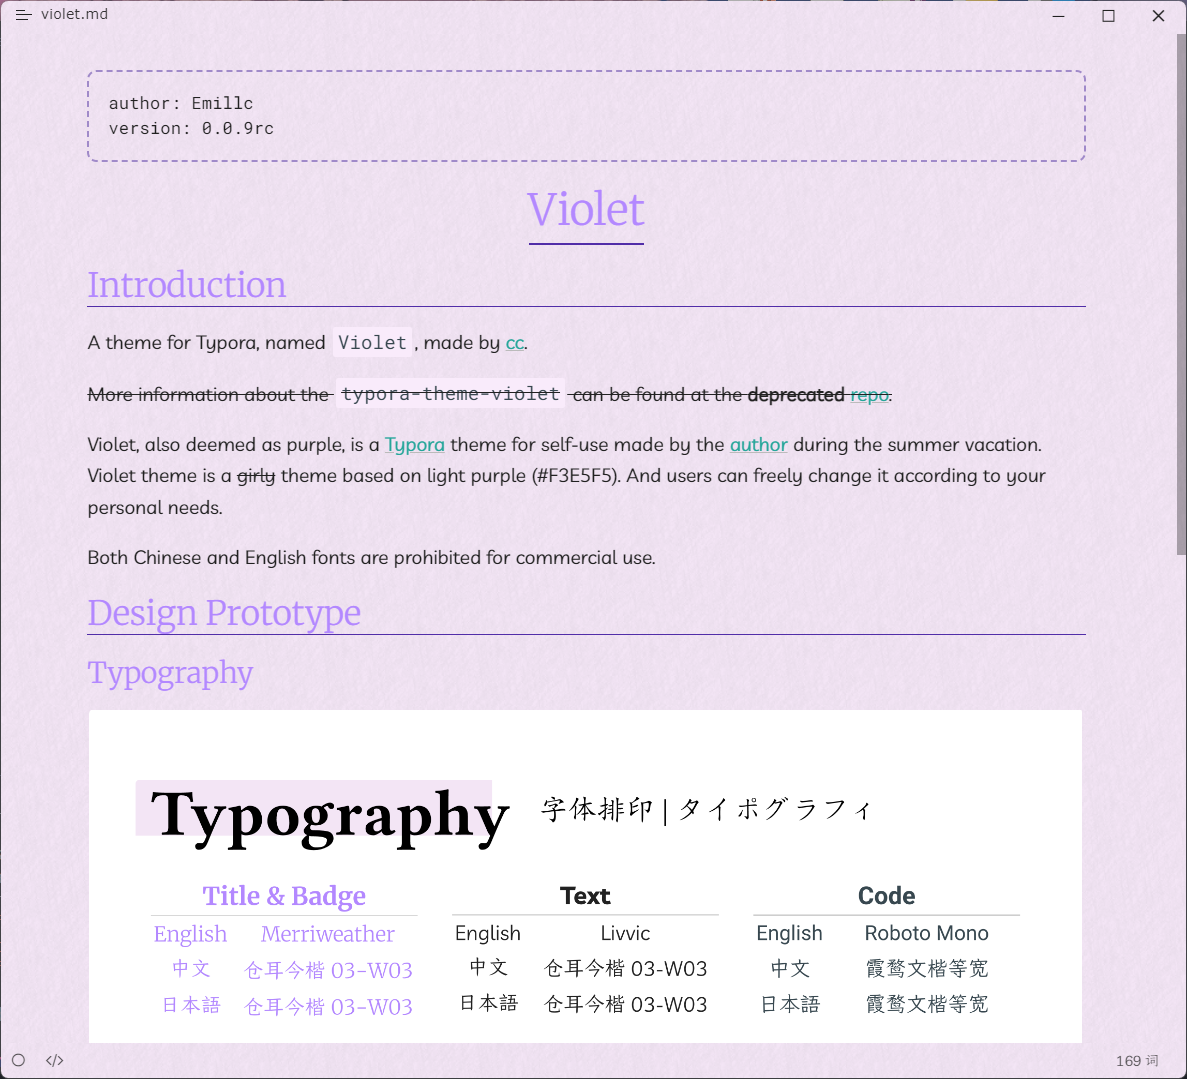 violet.md
author: Emillc
version: 0.0.9rc
Violet
Introduction
A theme for Typora, named Violet, made by cc.
More information about the typora-theme-violet can be found at the deprecated repo.
Violet, also deemed as purple, is a Typora theme for self-use made by the author during the summer vacation.
Violet theme is a girly theme based on light purple (#F3E5F5). And users can freely change it according to your
personal needs.
Both Chinese and English fonts are prohibited for commercial use.
Design Prototype
Typography
Typography 字体排印 | タイポグラフィ
Title & Badge Text Code
English Merriweather English Livvic English Roboto Mono
中文 仓耳今楷 03-W03 中文 仓耳今楷 03-W03 中文 霞鹜文楷等宽
日本語 仓耳今楷 03-W03 日本語 仓耳今楷 03-W03 日本語 霞鹜文楷等宽
</> 169 词